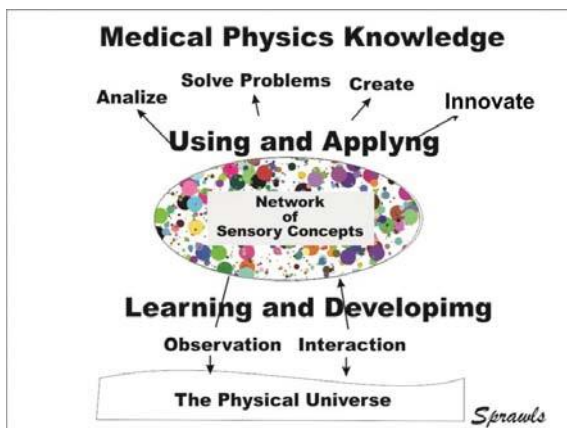 Medical Physics Knowledge
Solve Problems
Create
Analize
Innovate
Using and Applyng
Network
of
Sensory Concepts
Learning and Developimg
Observation Interaction
The Physical Universe
Sprawls